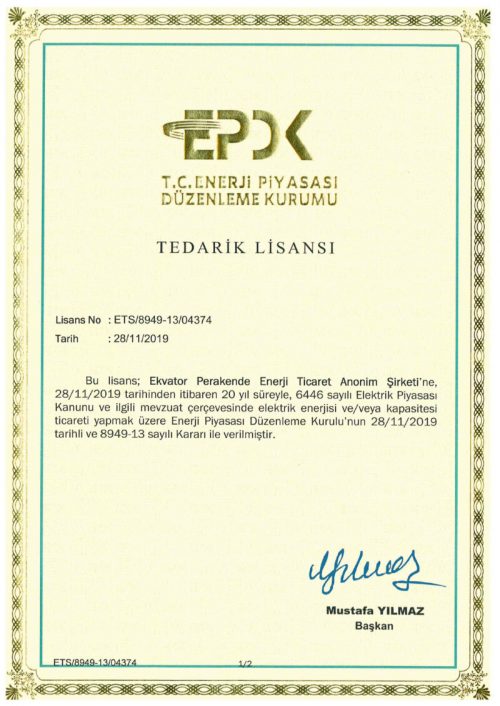 EPDK
T.C. ENERJİ PİYASASI
DÜZENLEME KURUMU
TEDARİK LİSANSI
Lisans No : ETS/8949-13/04374
Tarih : 28/11/2019
Bu lisans; Ekvator Perakende Enerji Ticaret Anonim Şirketi'ne,
28/11/2019 tarihinden itibaren 20 yıl süreyle, 6446 sayılı Elektrik Piyasası
Kanunu ve ilgili mevzuat çerçevesinde elektrik enerjisi ve/veya kapasitesi
ticareti yapmak üzere Enerji Piyasası Düzenleme Kurulu'nun 28/11/2019
tarihli ve 8949-13 sayılı Kararı ile verilmiştir.
Mustafa YILMAZ
Başkan
ETS/8949-13/04374 1/2